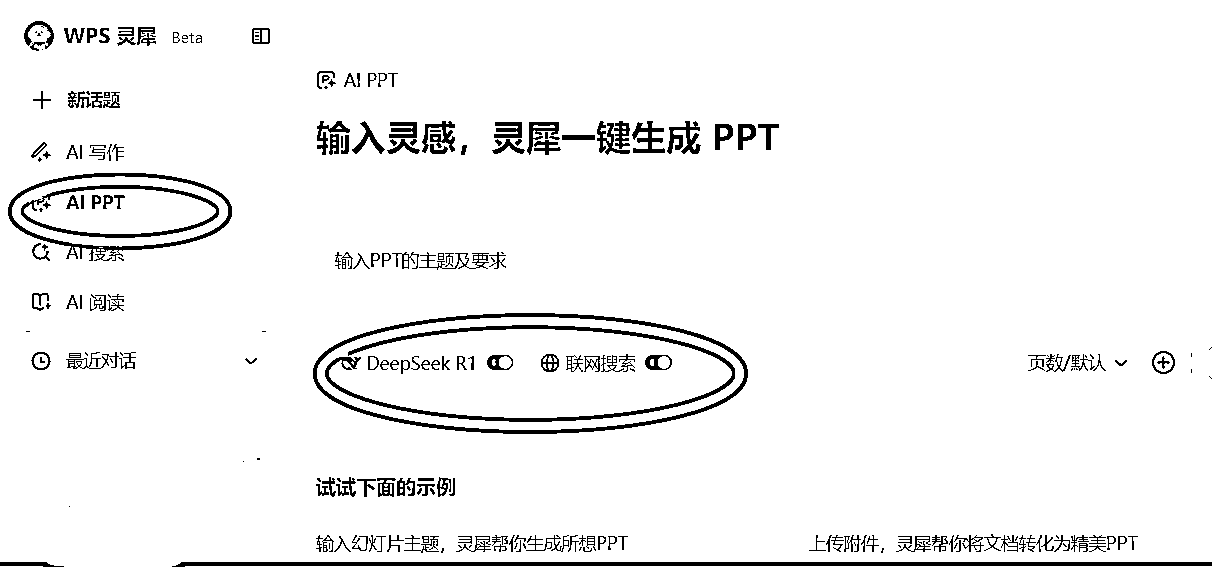 WPS 灵犀 Beta
新话题
AI 写作
AI PPT
AI 搜索
AI 阅读
最近对话
AI PPT
输入灵感，灵犀一键生成 PPT
输入PPT的主题及要求
DeepSeek R1 联网搜索 页数/默认
试试下面的示例
输入幻灯片主题，灵犀帮你生成所想PPT 上传附件，灵犀帮你将文档转化为精美PPT